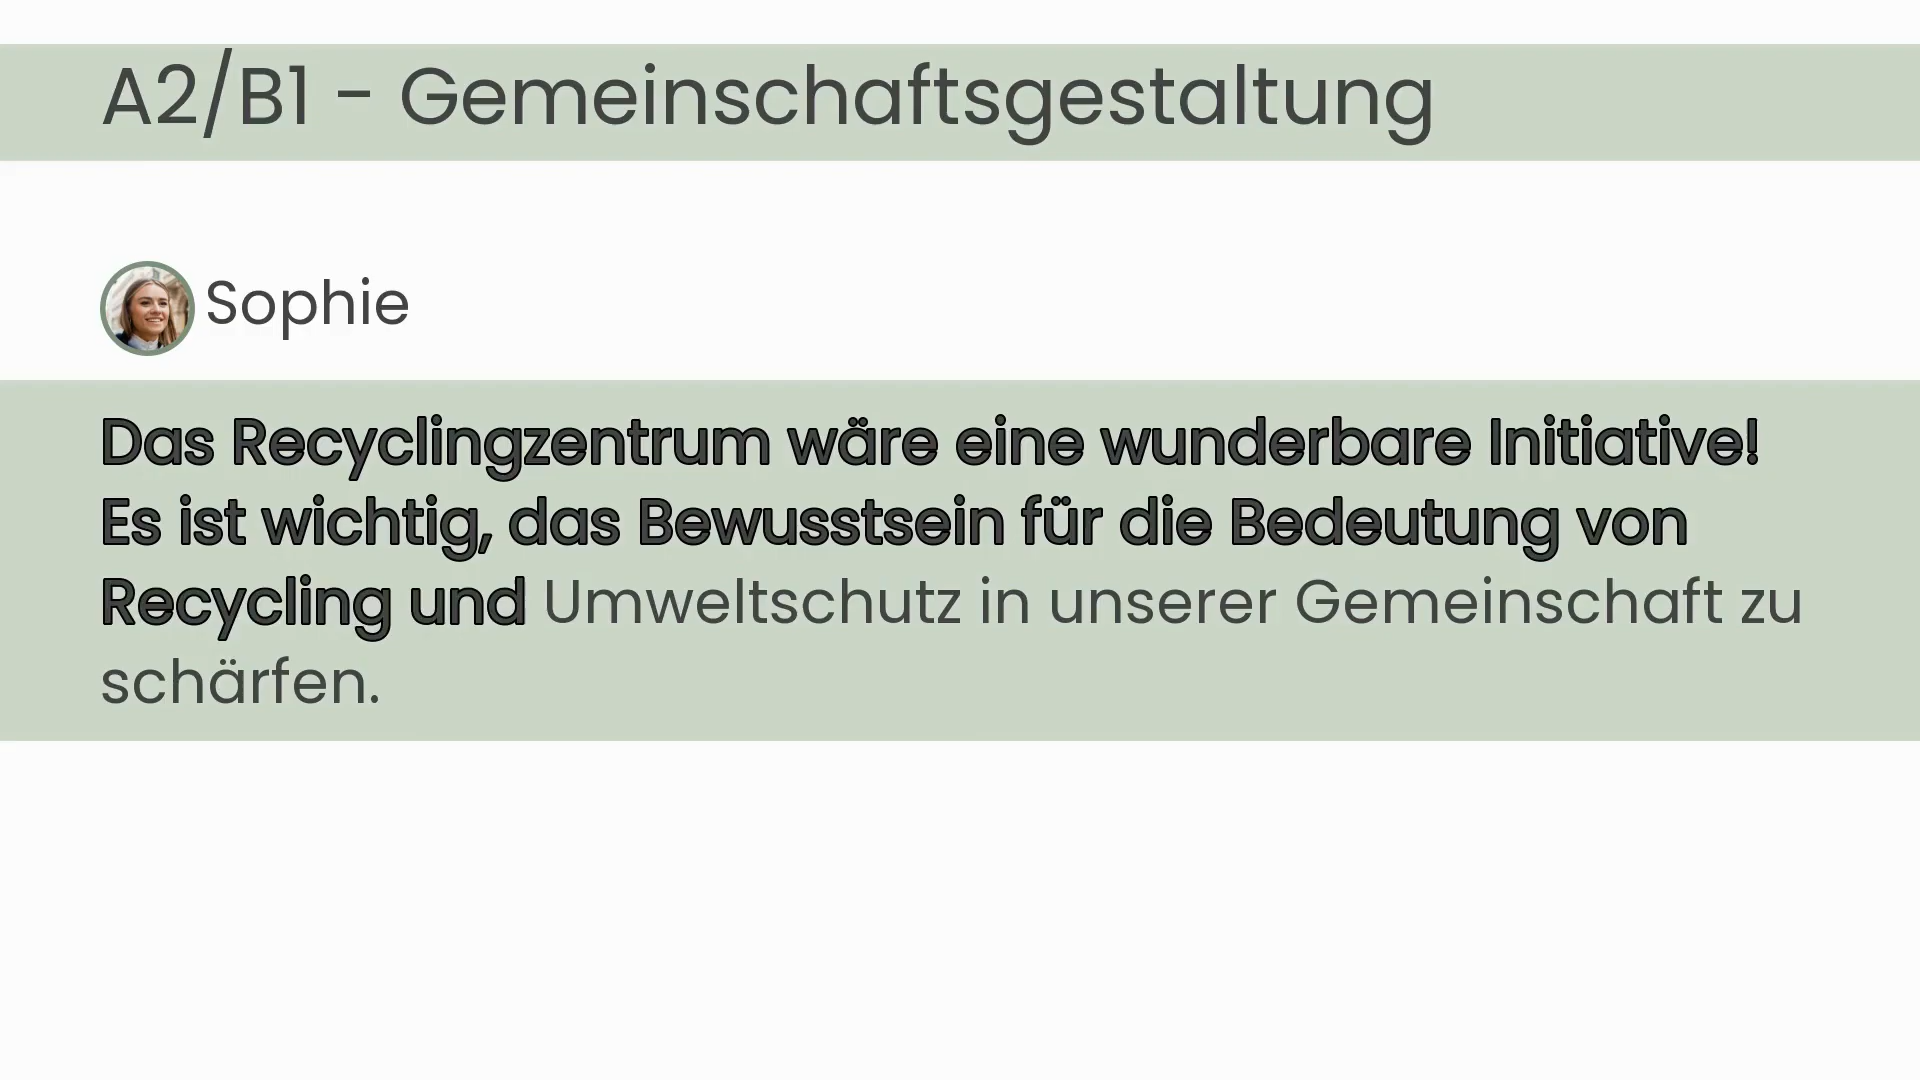 A2/B1 - Gemeinschaftsgestaltung
Sophie
Das Recyclingzentrum wäre eine wunderbare Initiative!
Es ist wichtig, das Bewusstsein für die Bedeutung von
Recycling und Umweltschutz in unserer Gemeinschaft zu
schärfen.